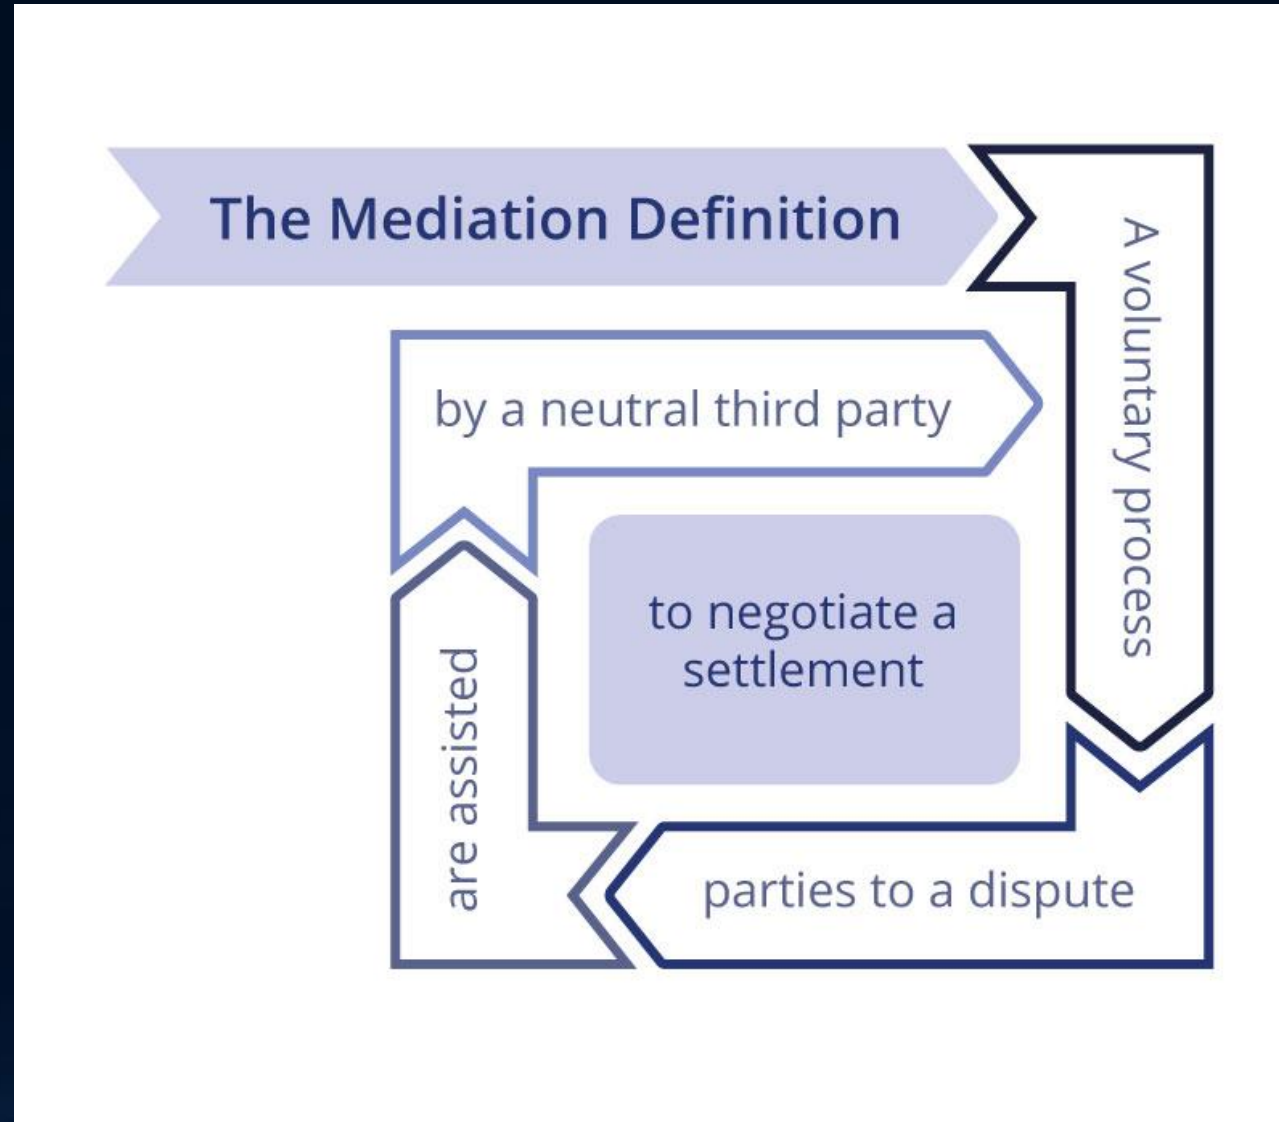 The Mediation Definition
A voluntary process
parties to a dispute
are assisted
by a neutral third party
to negotiate a
settlement